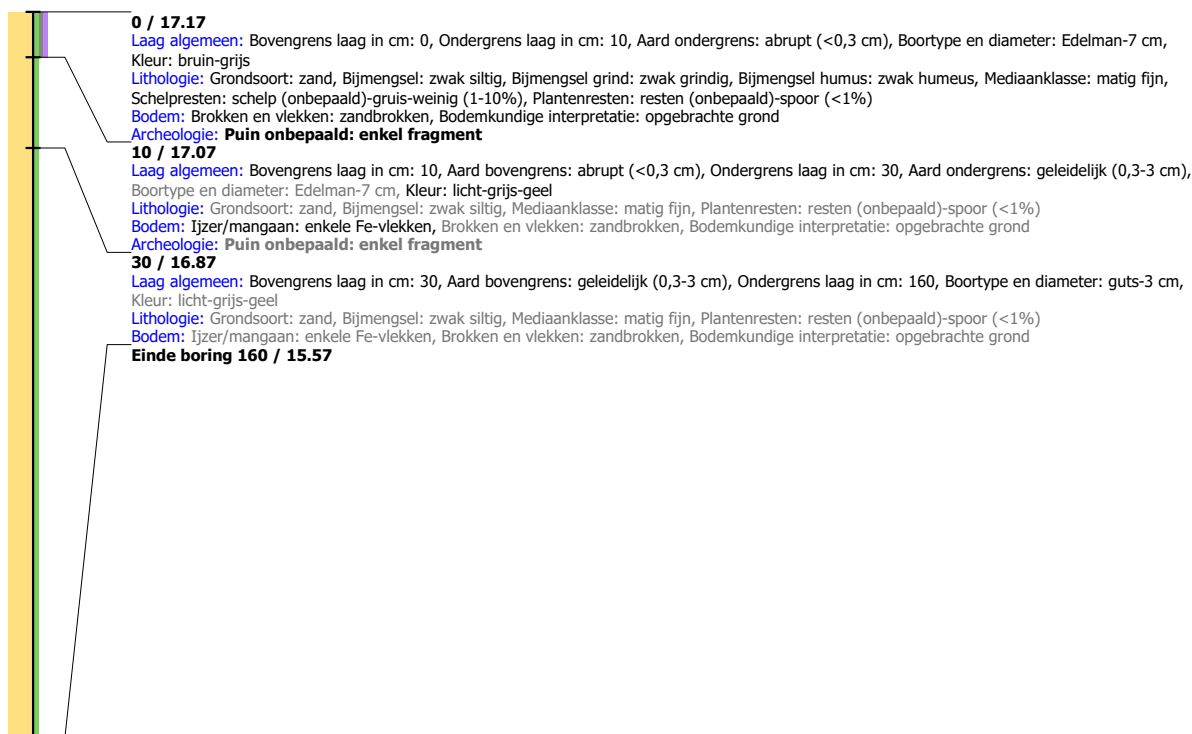 0 / 17.17
Laag algemeen: Bovengrens laag in cm: 0, Ondergrens laag in cm: 10, Aard ondergrens: abrupt (<0,3 cm), Boortype en diameter: Edelman-7 cm,
Kleur: bruin-grijs
Lithologie: Grondsoort: zand, Bijmengsel: zwak siltig, Bijmengsel grind: zwak grindig, Bijmengsel humus: zwak humeus, Mediaanklasse: matig fijn,
Schelpresten: schelp (onbepaald)-gruis-weinig (1-10%), Plantenresten: resten (onbepaald)-spoor (<1%)
Bodem: Brokken en vlekken: zandbrokken, Bodemkundige interpretatie: opgebrachte grond
Archeologie: Puin onbepaald: enkel fragment
10 / 17.07
Laag algemeen: Bovengrens laag in cm: 10, Aard bovengrens: abrupt (<0,3 cm), Ondergrens laag in cm: 30, Aard ondergrens: geleidelijk (0,3-3 cm),
Boortype en diameter: Edelman-7 cm, Kleur: licht-grijs-geel
Lithologie: Grondsoort: zand, Bijmengsel: zwak siltig, Mediaanklasse: matig fijn, Plantenresten: resten (onbepaald)-spoor (<1%)
Bodem: Ijzer/mangaan: enkele Fe-vlekken, Brokken en vlekken: zandbrokken, Bodemkundige interpretatie: opgebrachte grond
Archeologie: Puin onbepaald: enkel fragment
30 / 16.87
Laag algemeen: Bovengrens laag in cm: 30, Aard bovengrens: geleidelijk (0,3-3 cm), Ondergrens laag in cm: 160, Boortype en diameter: guts-3 cm,
Kleur: licht-grijs-geel
Lithologie: Grondsoort: zand, Bijmengsel: zwak siltig, Mediaanklasse: matig fijn, Plantenresten: resten (onbepaald)-spoor (<1%)
Bodem: Ijzer/mangaan: enkele Fe-vlekken, Brokken en vlekken: zandbrokken, Bodemkundige interpretatie: opgebrachte grond
Einde boring 160 / 15.57